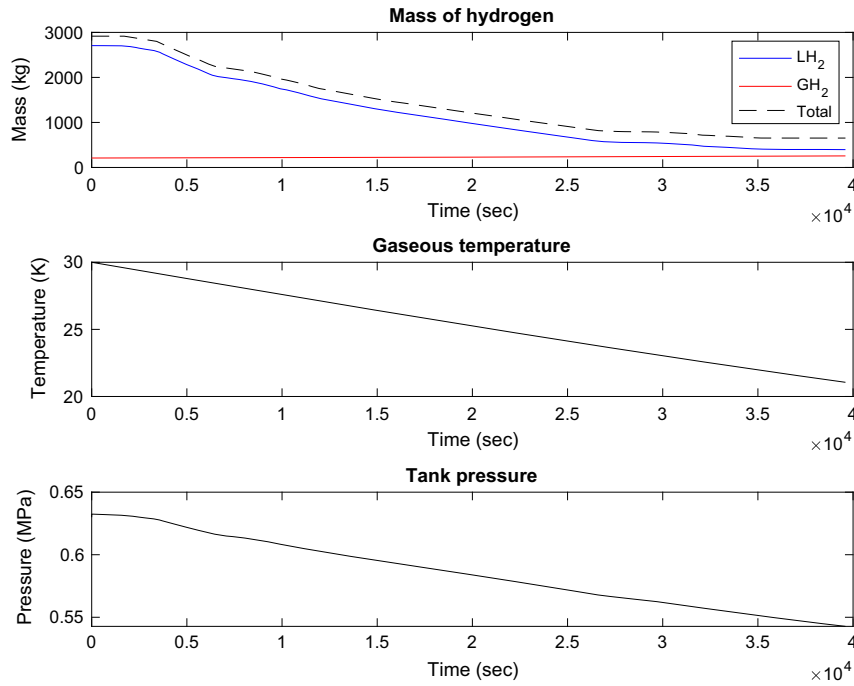 Mass of hydrogen
3000
2000
1000
0
Mass (kg)
LH2
GH2
Total
0 0.5 1 1.5 2 2.5 3 3.5 4
Time (sec)
×10^4
Gaseous temperature
30
25
20
Temperature (K)
0 0.5 1 1.5 2 2.5 3 3.5 4
Time (sec)
×10^4
Tank pressure
0.65
0.6
0.55
Pressure (MPa)
0 0.5 1 1.5 2 2.5 3 3.5 4
Time (sec)
×10^4